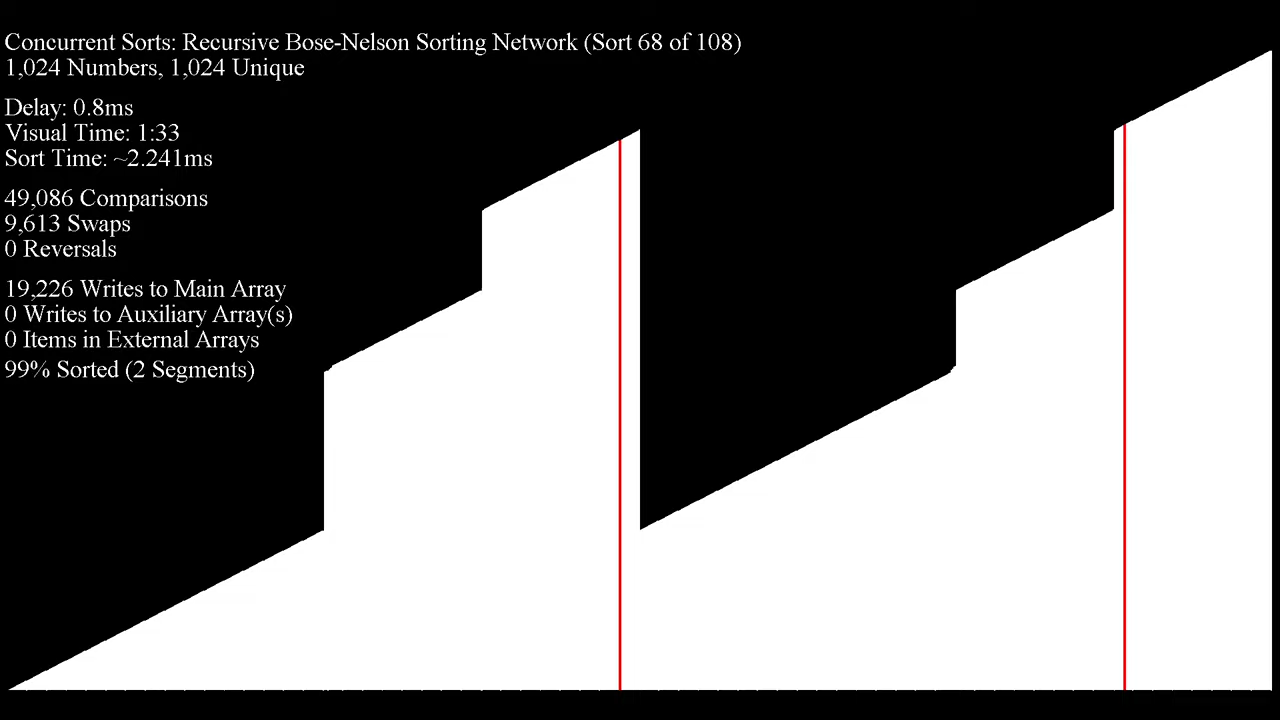 Concurrent Sorts: Recursive Bose-Nelson Sorting Network (Sort 68 of 108)
1,024 Numbers, 1,024 Unique
Delay: 0.8ms
Visual Time: 1:33
Sort Time: ~2.241ms
49,086 Comparisons
9,613 Swaps
0 Reversals
19,226 Writes to Main Array
0 Writes to Auxiliary Array(s)
0 Items in External Arrays
99% Sorted (2 Segments)